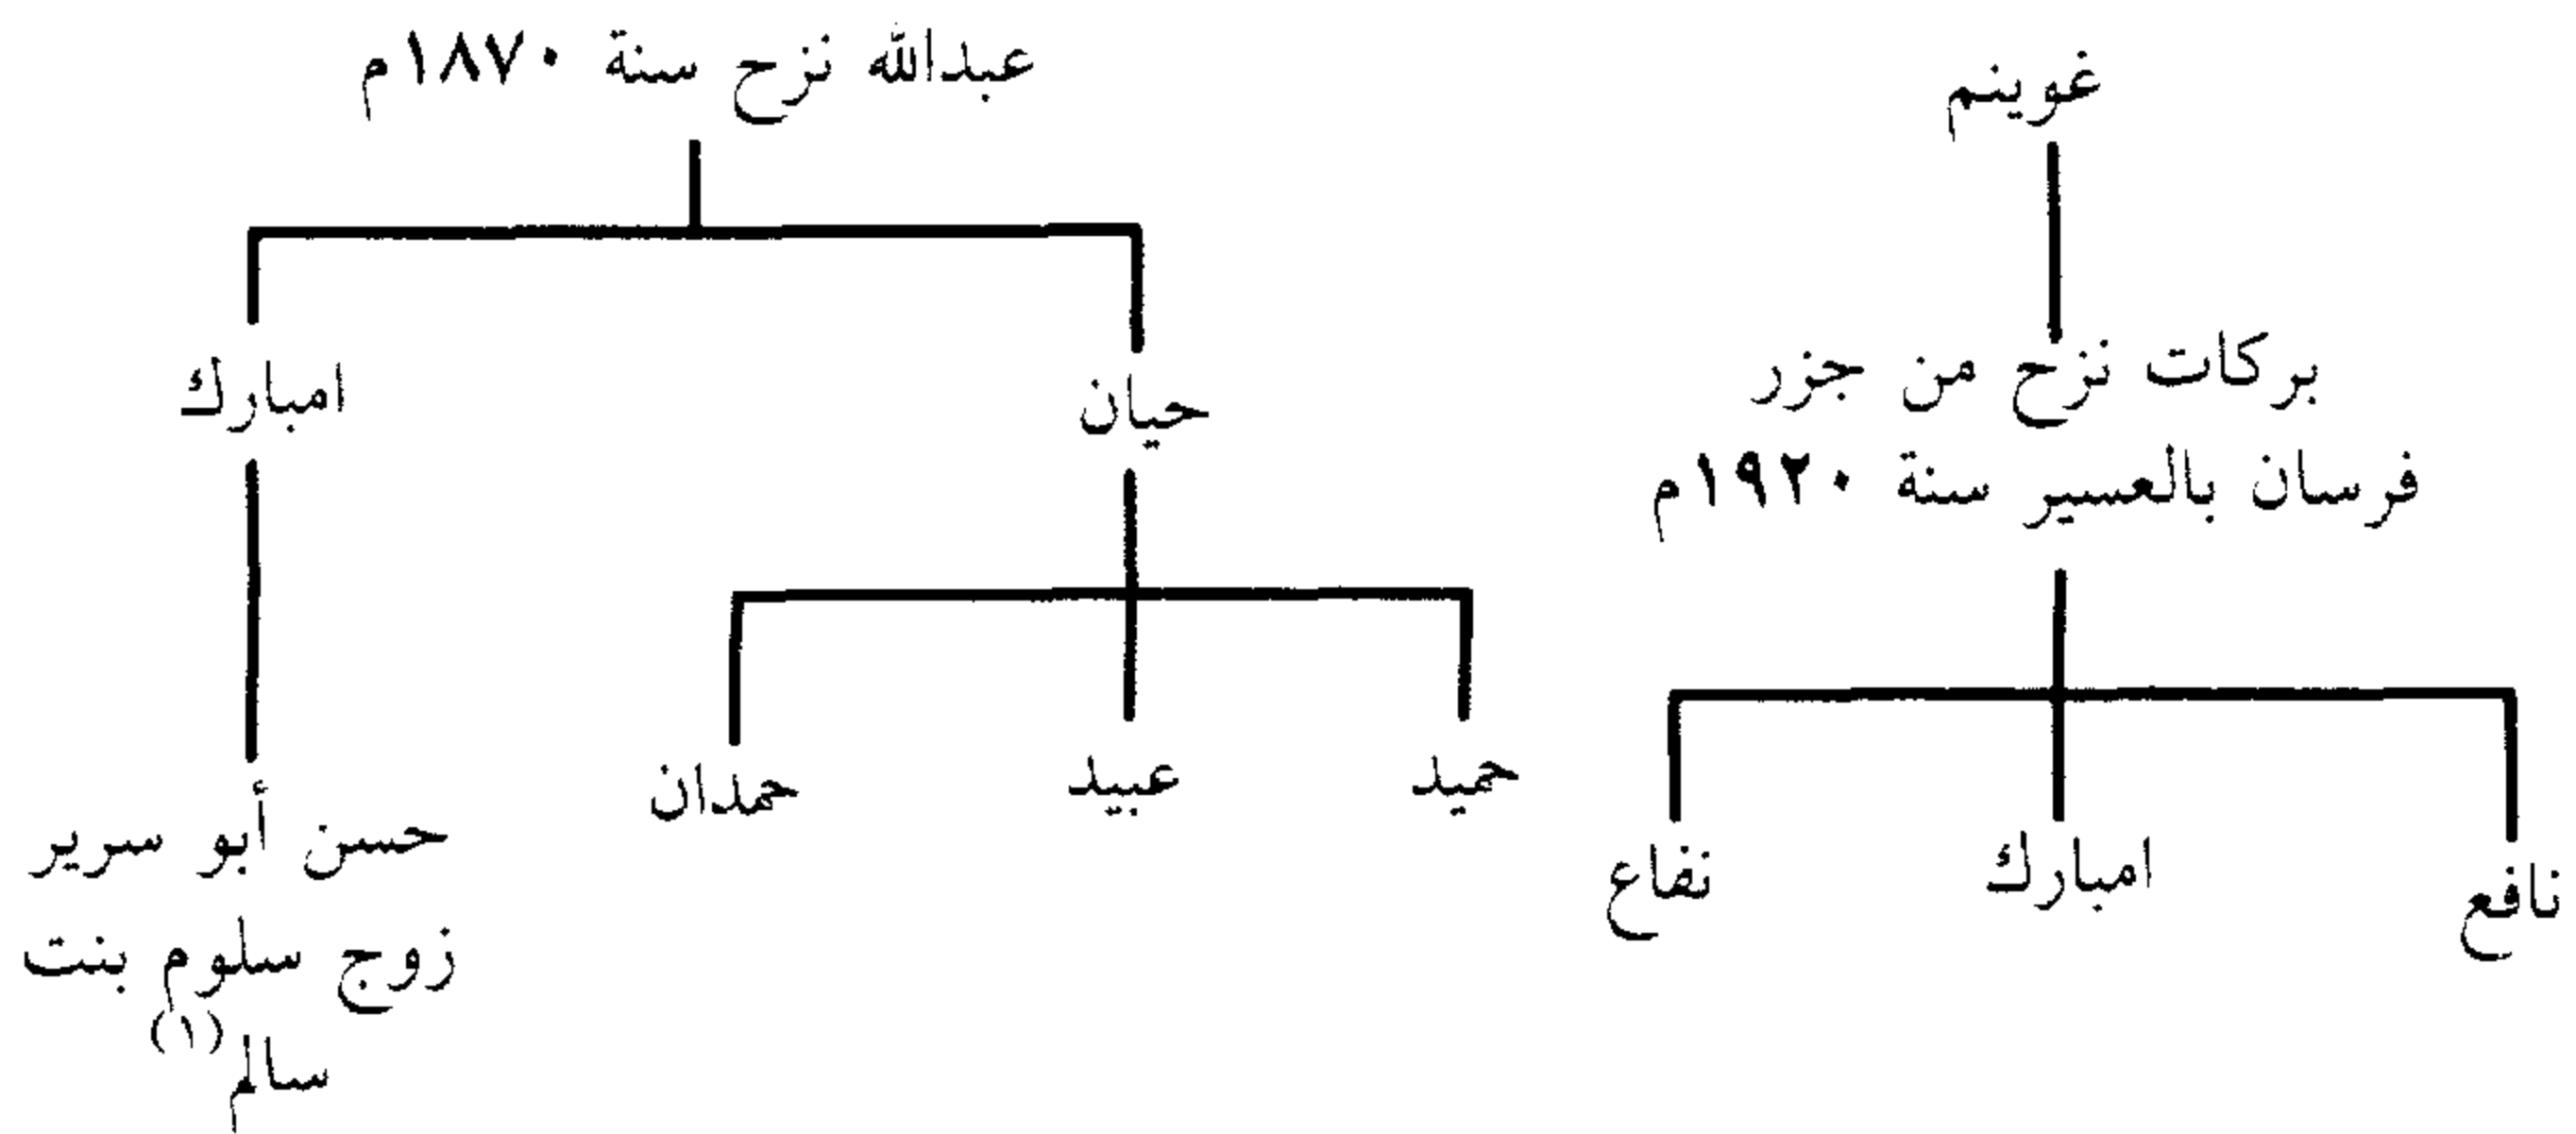 غوينم
بركات نزح من جزر
فرسان بالعسير سنة ١٩٢٠م
نافع
امبارك
نفاع
عبدالله نزح سنة ١٨٧٠م
حيان
امبارك
حميد
عبيد
حمدان
حسن أبو سرير
زوج سلوم بنت
سالم(١)